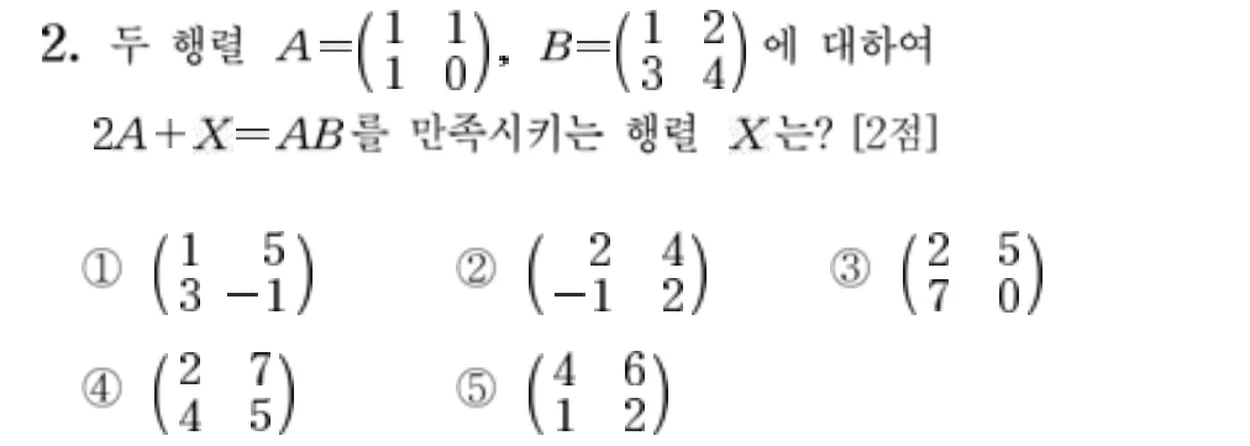 2. 두 행렬 A=(1 1; 1 0), B=(1 2; 3 4)에 대하여
2A+X=AB를 만족시키는 행렬 X는? [2점]
① (1 5; 3 −1) ② (2 4; −1 2) ③ (2 5; 7 0)
④ (2 7; 4 5) ⑤ (4 6; 1 2)